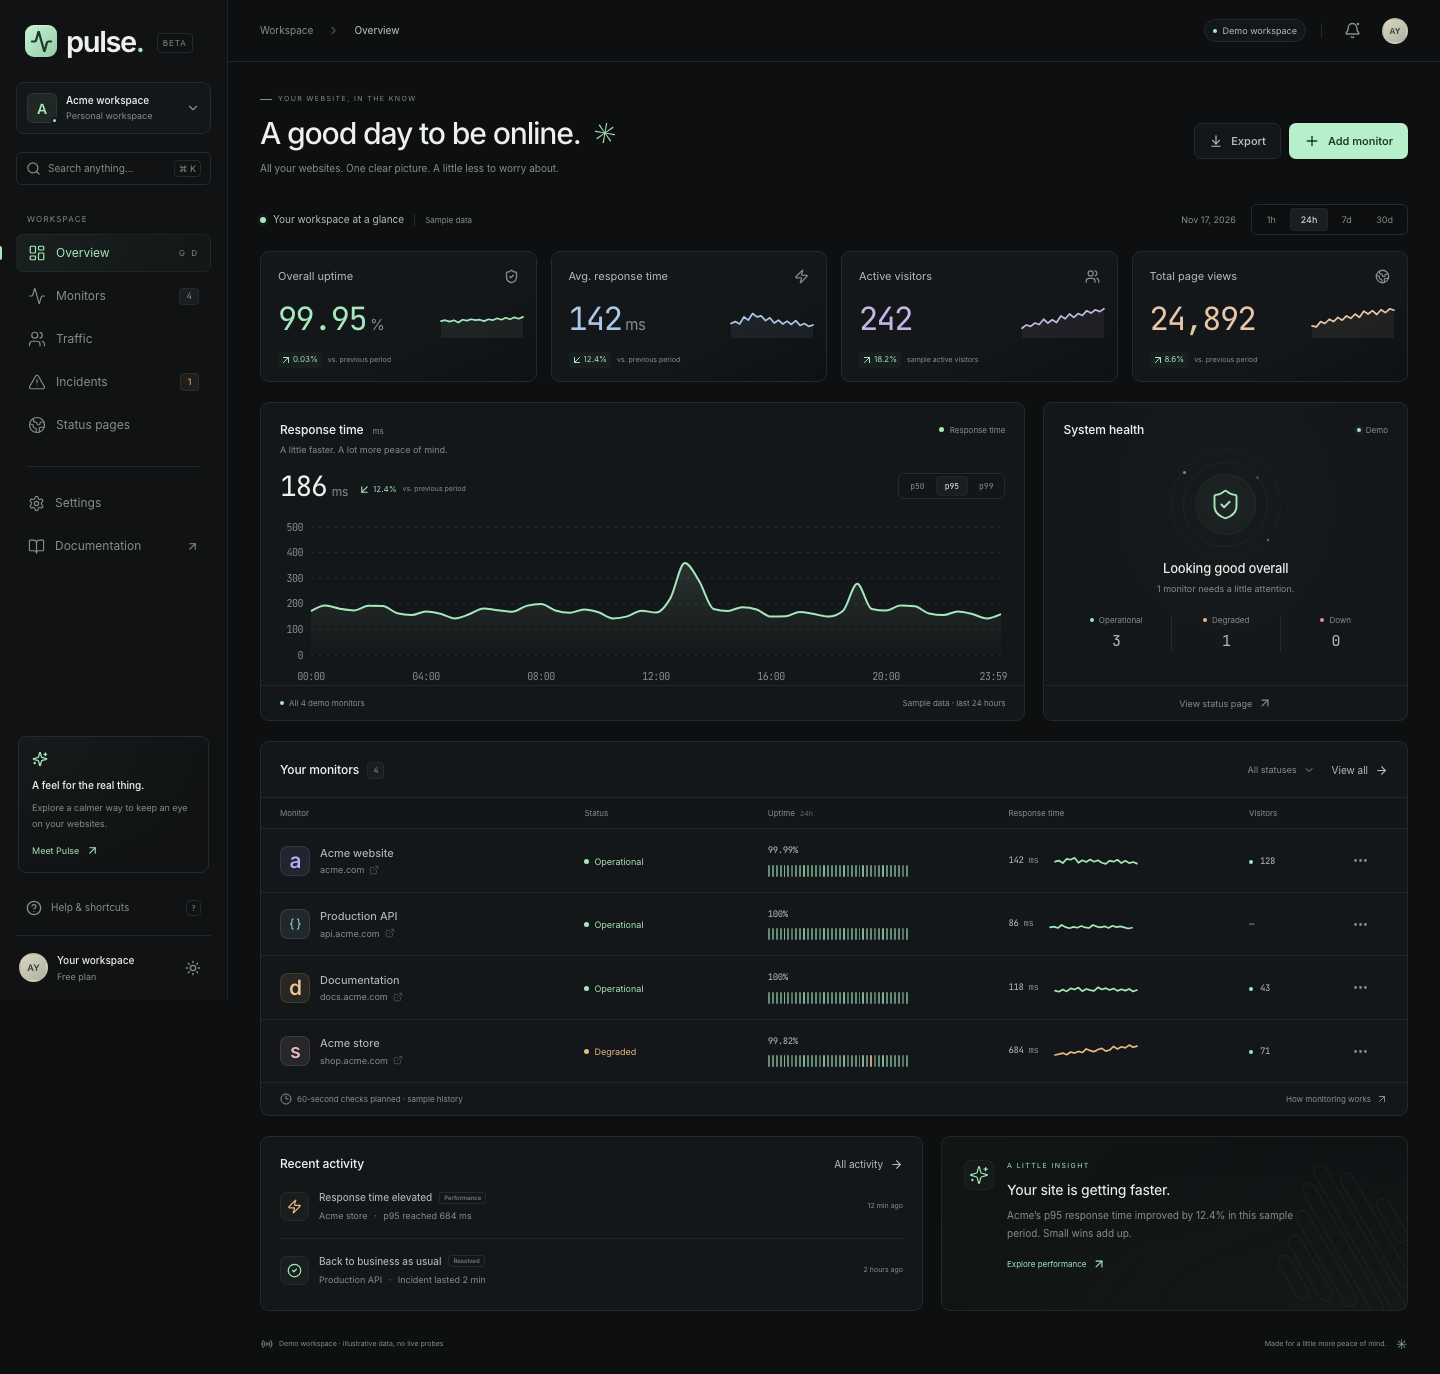 pulse. BETA
Acme workspace
Personal workspace
Search anything... ⌘ K
WORKSPACE
Overview G D
Monitors 4
Traffic
Incidents 1
Status pages
Settings
Documentation
A feel for the real thing.
Explore a calmer way to keep an eye
on your websites.
Meet Pulse
Help & shortcuts ?
AY Your workspace
Free plan
Workspace Overview
Demo workspace AY
YOUR WEBSITE, IN THE KNOW
A good day to be online.
All your websites. One clear picture. A little less to worry about.
Export Add monitor
Your workspace at a glance Sample data
Nov 17, 2026 1h 24h 7d 30d
Overall uptime
99.95 %
0.03% vs. previous period
Avg. response time
142 ms
12.4% vs. previous period
Active visitors
242
18.2% sample active visitors
Total page views
24,892
8.6% vs. previous period
Response time ms
Response time
A little faster. A lot more peace of mind.
186 ms 12.4% vs. previous period
p50 p95 p99
500
400
300
200
100
0
00:00 04:00 08:00 12:00 16:00 20:00 23:59
All 4 demo monitors Sample data · last 24 hours
System health Demo
Looking good overall
1 monitor needs a little attention.
Operational Degraded Down
3 1 0
View status page
Your monitors 4
All statuses View all
Monitor Status Uptime 24h Response time Visitors
a Acme website
acme.com
Operational 99.99% 142 ms 128
{ } Production API
api.acme.com
Operational 100% 86 ms —
d Documentation
docs.acme.com
Operational 100% 118 ms 43
s Acme store
shop.acme.com
Degraded 99.82% 684 ms 71
60-second checks planned · sample history
How monitoring works
Recent activity All activity
Response time elevated Performance
Acme store · p95 reached 684 ms
12 min ago
Back to business as usual Resolved
Production API · Incident lasted 2 min
2 hours ago
A LITTLE INSIGHT
Your site is getting faster.
Acme's p95 response time improved by 12.4% in this sample
period. Small wins add up.
Explore performance
Demo workspace · illustrative data, no live probes
Made for a little more peace of mind.